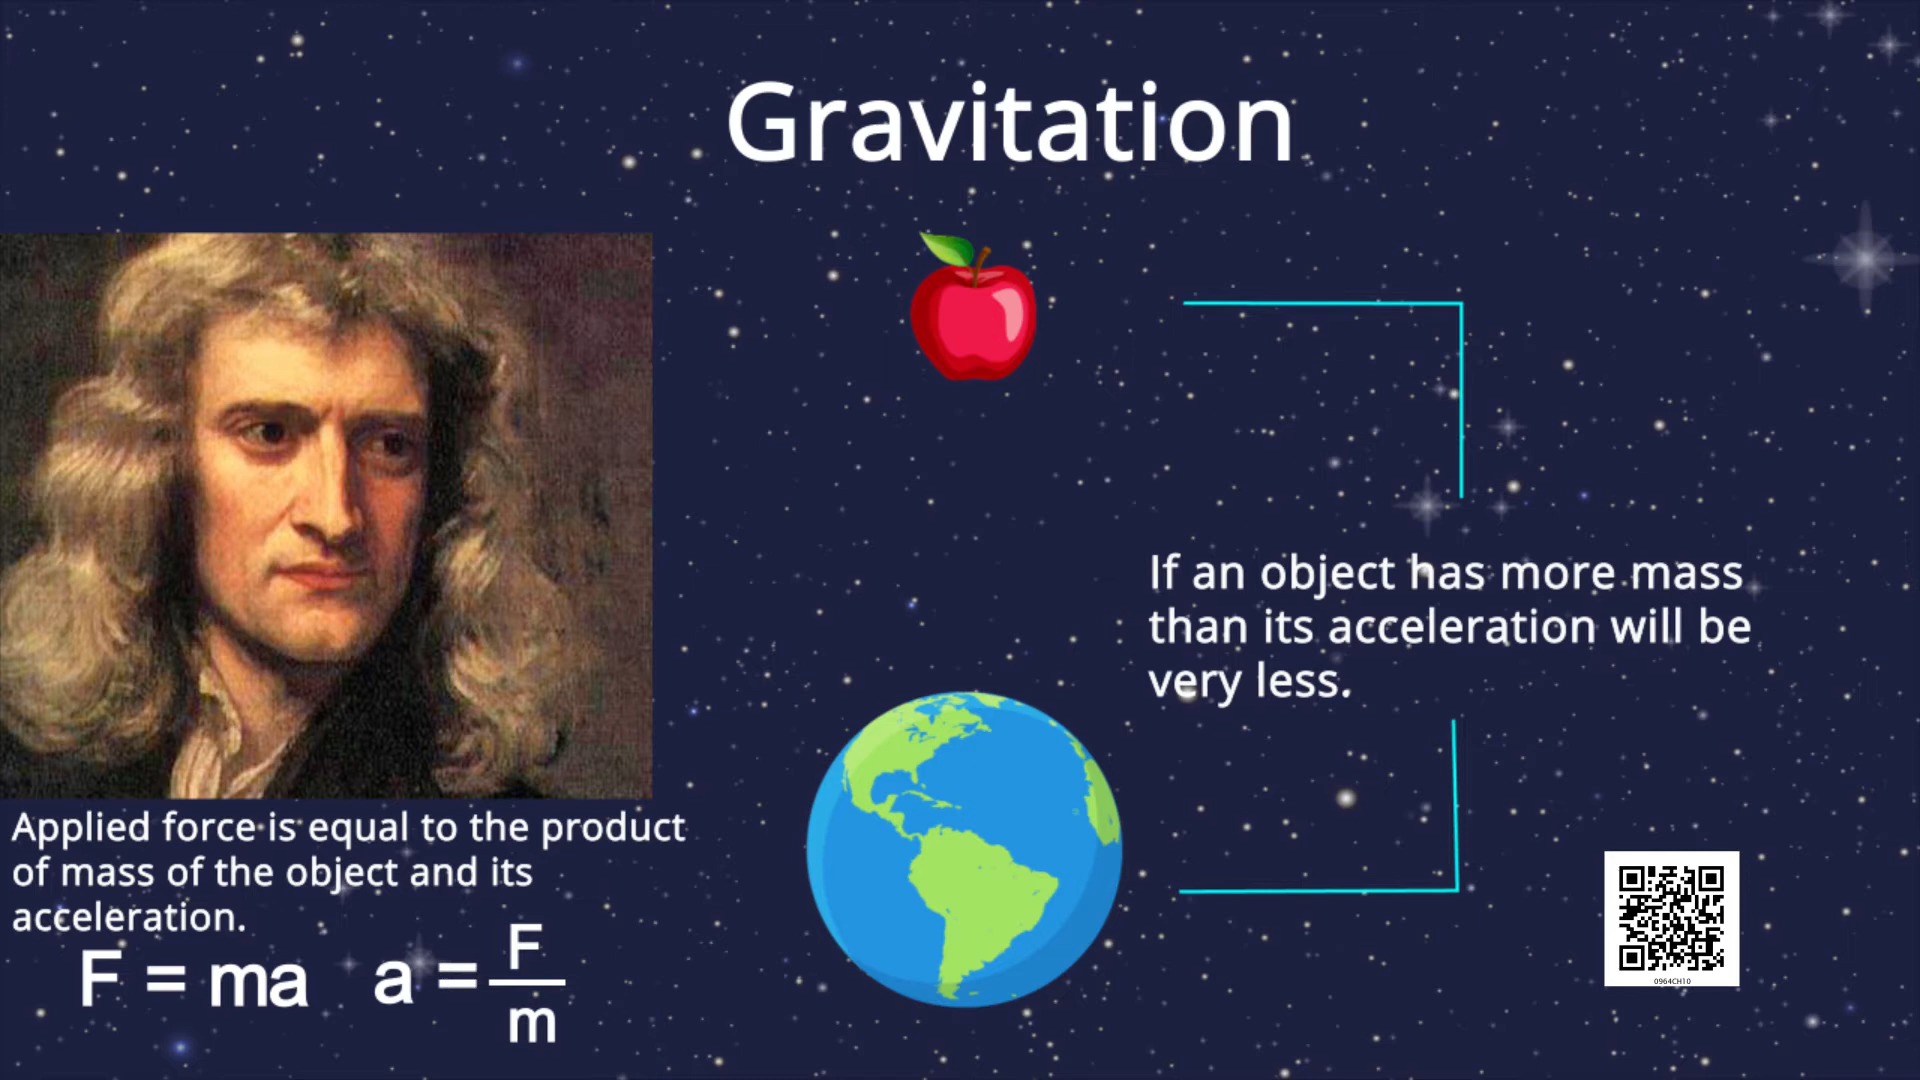 Gravitation
If an object has more mass
than its acceleration will be
very less.
Applied force is equal to the product
of mass of the object and its
acceleration.
F = ma a = F/m
0964CH10